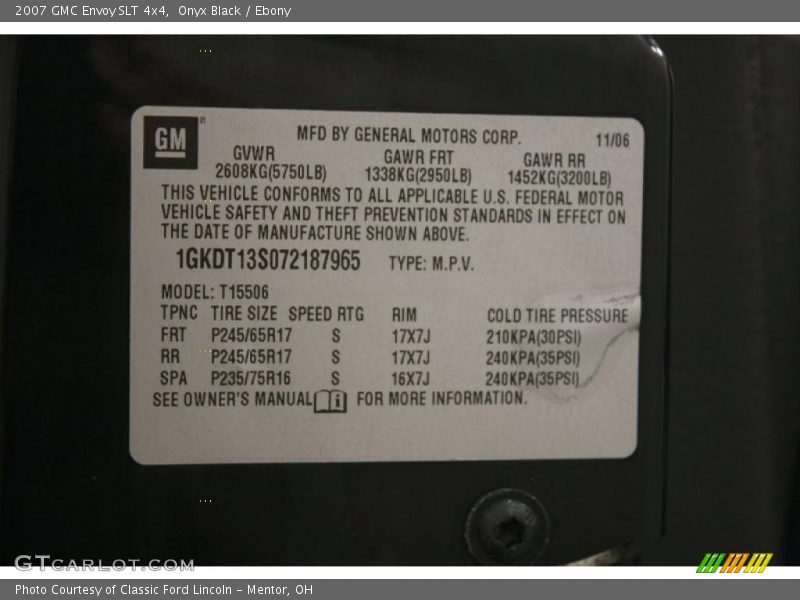 2007 GMC Envoy SLT 4x4, Onyx Black / Ebony
GM
MFD BY GENERAL MOTORS CORP. 11/06
GVWR GAWR FRT GAWR RR
2608KG(5750LB) 1338KG(2950LB) 1452KG(3200LB)
THIS VEHICLE CONFORMS TO ALL APPLICABLE U.S. FEDERAL MOTOR
VEHICLE SAFETY AND THEFT PREVENTION STANDARDS IN EFFECT ON
THE DATE OF MANUFACTURE SHOWN ABOVE.
1GKDT13S072187965 TYPE: M.P.V.
MODEL: T15506
TPNC TIRE SIZE SPEED RTG RIM COLD TIRE PRESSURE
FRT P245/65R17 S 17X7J 210KPA(30PSI)
RR P245/65R17 S 17X7J 240KPA(35PSI)
SPA P235/75R16 S 16X7J 240KPA(35PSI)
SEE OWNER'S MANUAL FOR MORE INFORMATION.
GTCARLOT.COM
Photo Courtesy of Classic Ford Lincoln - Mentor, OH